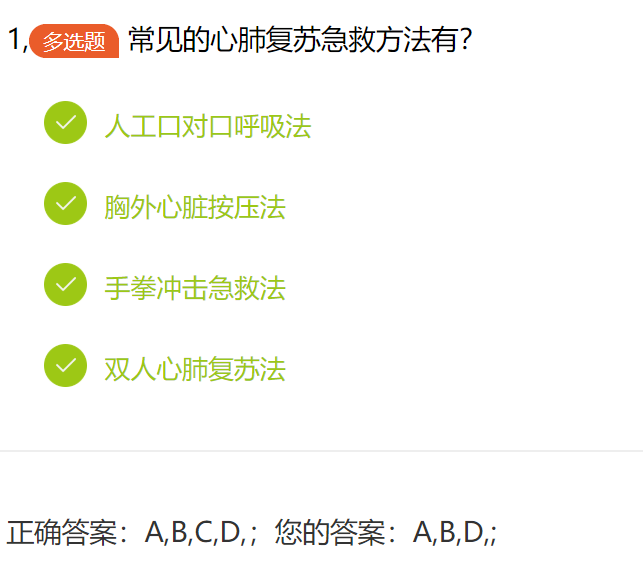 1,多选题 常见的心肺复苏急救方法有?
人工口对口呼吸法
胸外心脏按压法
手拳冲击急救法
双人心肺复苏法
正确答案：A,B,C,D,；您的答案：A,B,D,;